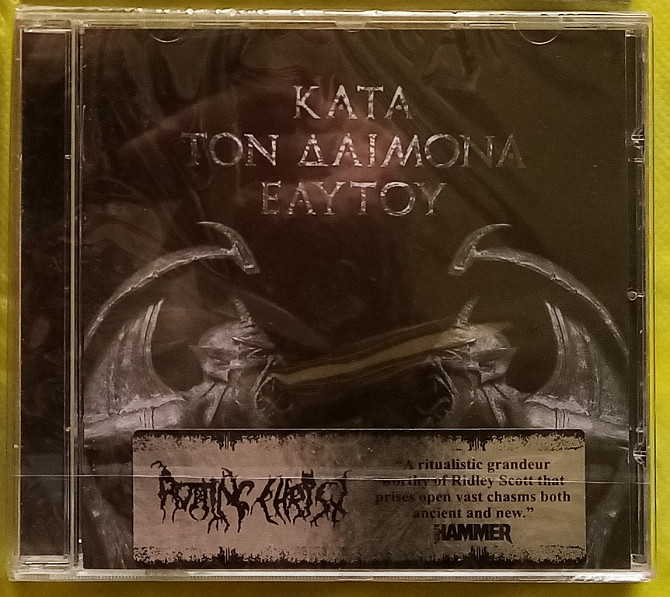 ΚΑΤΑ
ΤΟΝ ΔΑΙΜΟΝΑ
ΕΑΥΤΟΥ
ROTTING CHRIST
"A ritualistic grandeur
worthy of Ridley Scott that
prises open vast chasms both
ancient and new."
HAMMER